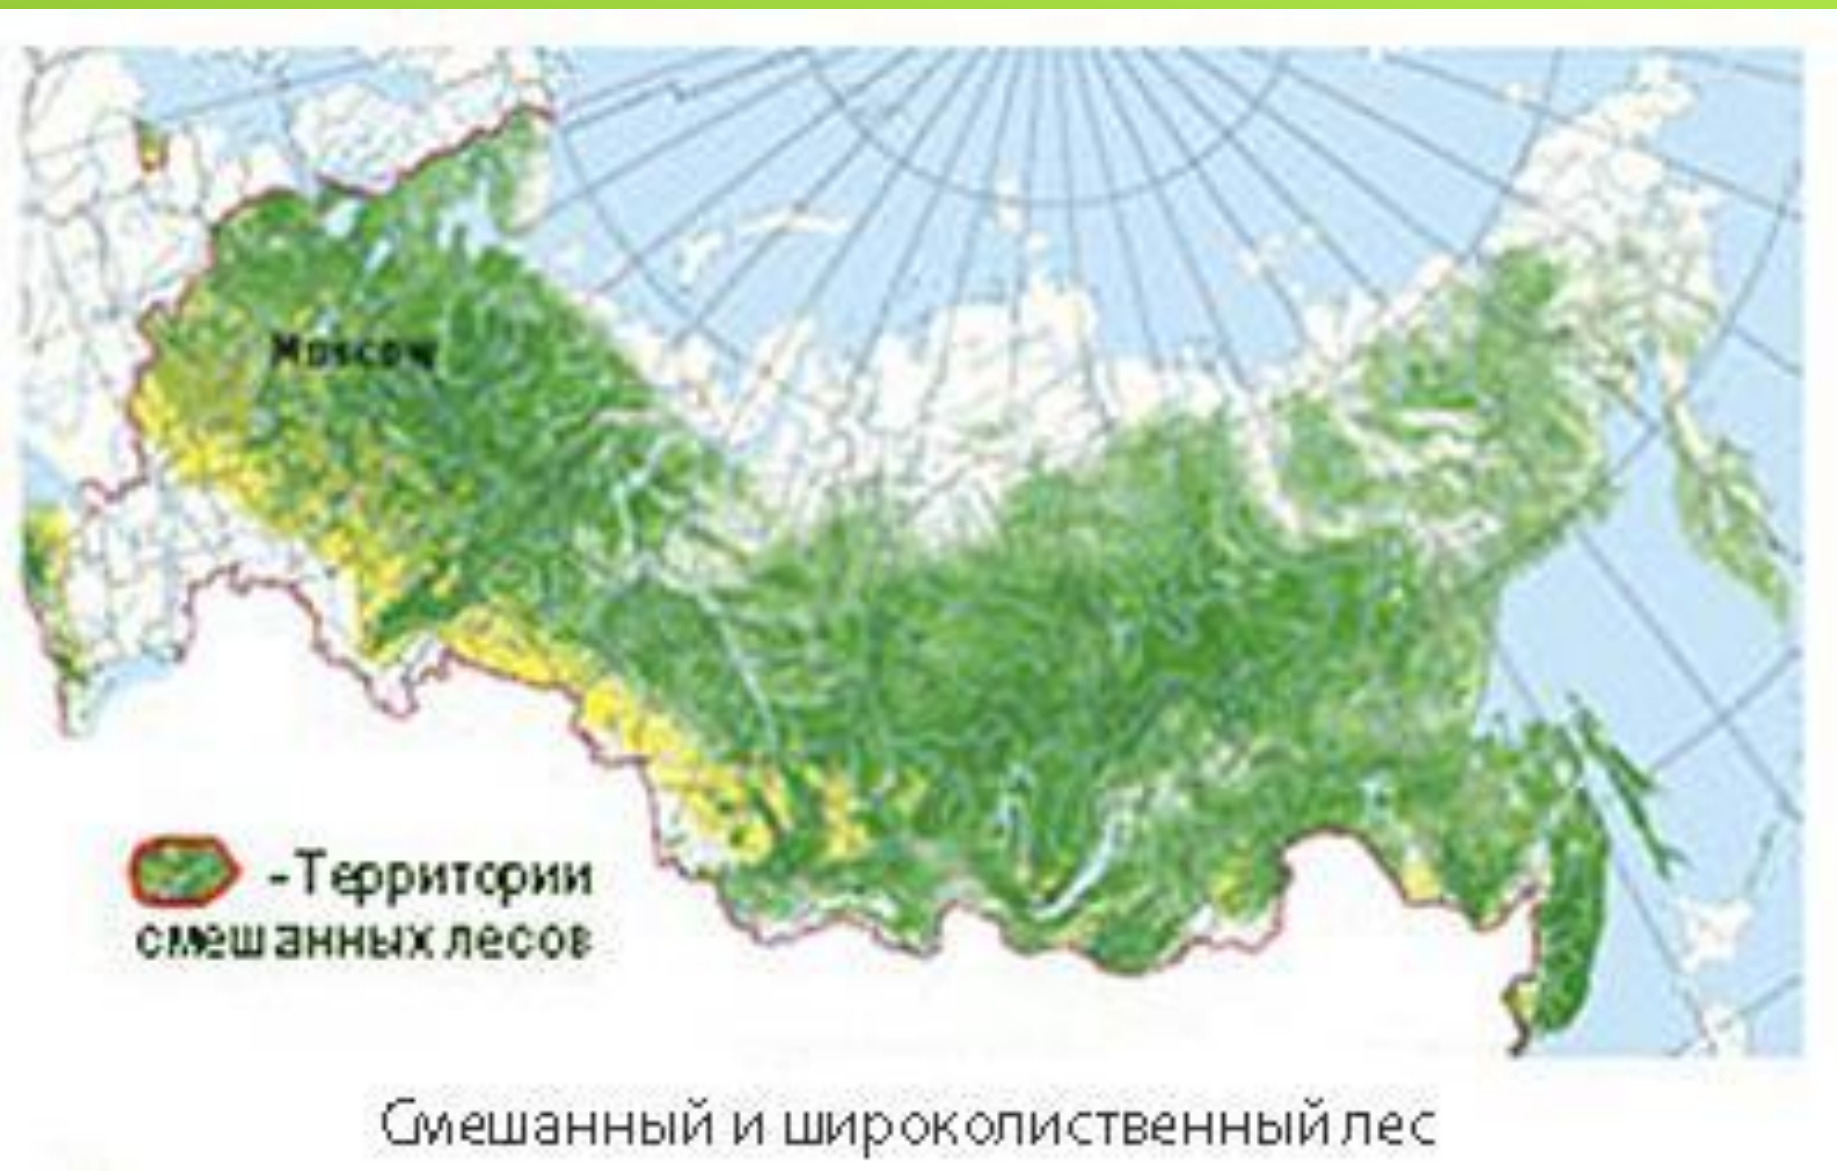 Moscow
-Территории
смешанных лесов
Смешанный и широколиственный лес